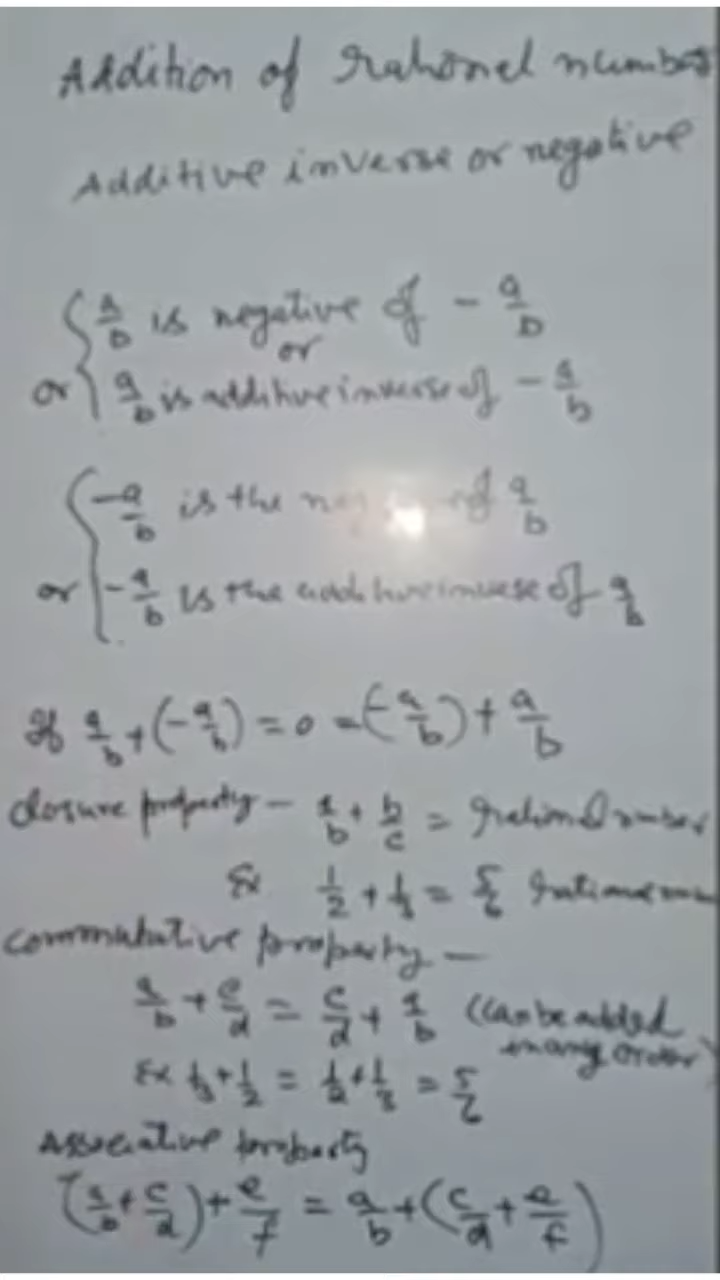 Addition of rational number
Additive inverse or negative
a/b is negative of - a/b
or
or a/b is additive inverse of - a/b
-a/b is the of a/b
or -a/b is the additive inverse of a/b
If a/b + (-a/b) = 0 = (-a/b) + a/b
closure property - a/b + b/c = rational number
Ex 1/2 + 1/3 = 5/6 rational num
commutative property -
a/b + c/d = c/d + a/b (can be added
in any order)
Ex 1/3 + 1/2 = 1/2 + 1/3 = 5/6
Associative property
(a/b + c/d) + e/f = a/b + (c/d + e/f)